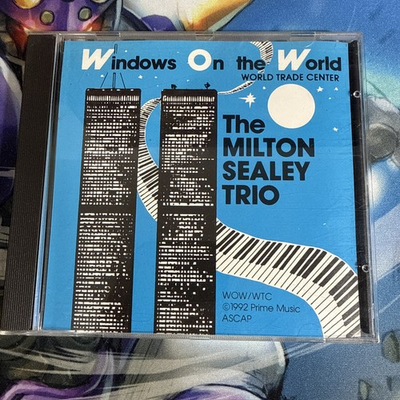 Windows On the World
WORLD TRADE CENTER
The
MILTON
SEALEY
TRIO
WOW/WTC
©1992 Prime Music
ASCAP